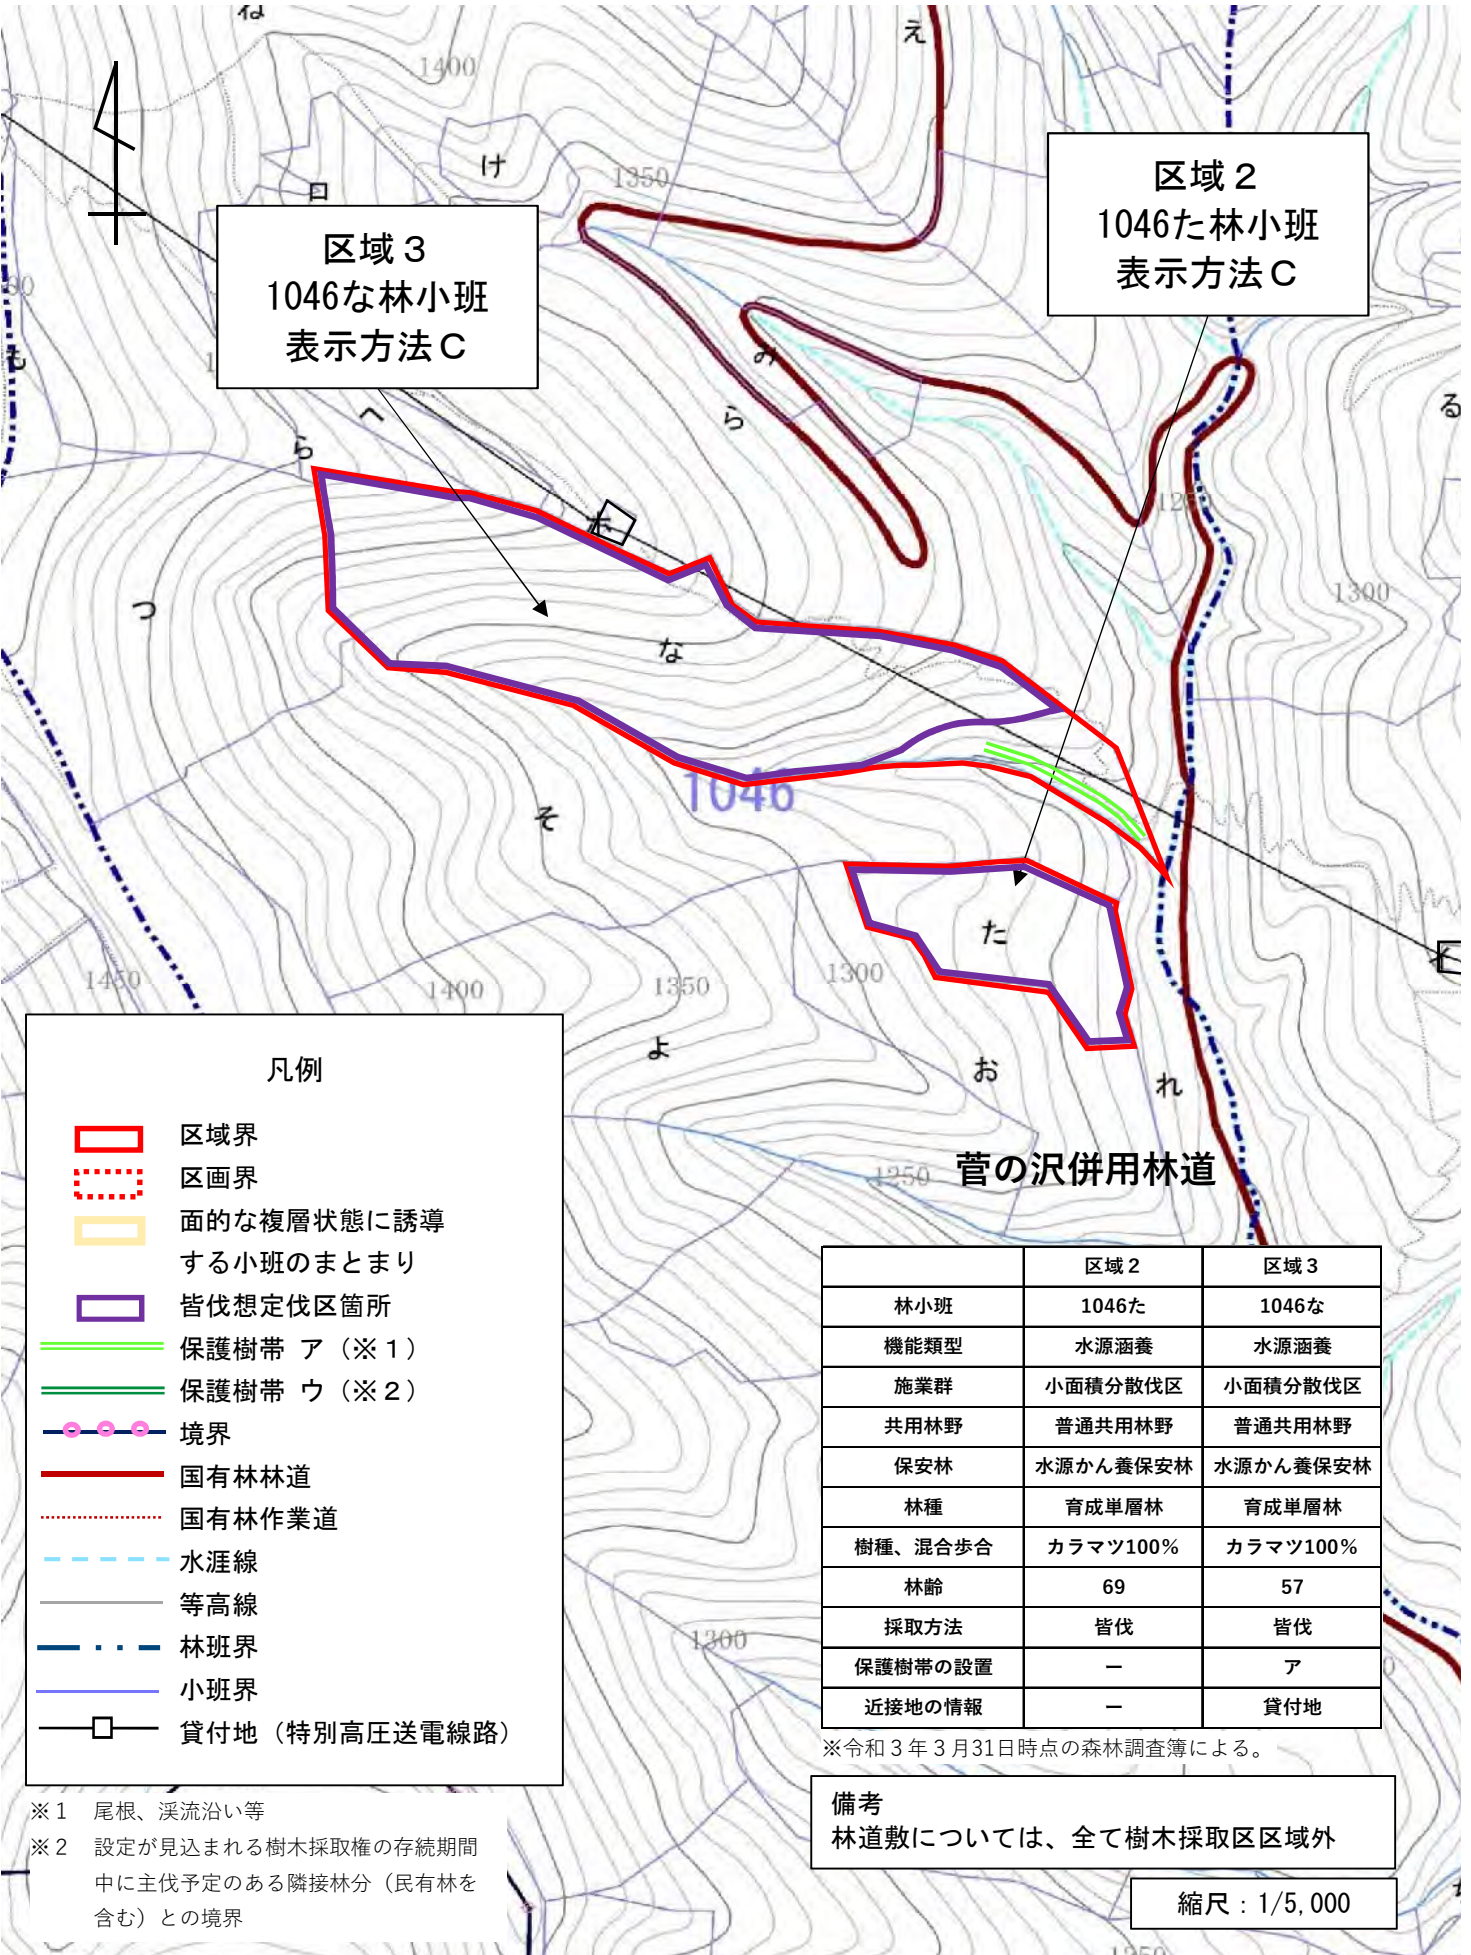 ね
え
1400
け
1350
ロ
区域２
1046た林小班
表示方法Ｃ
区域３
1046な林小班
表示方法Ｃ
も
み
る
へ
ら
ら
ホ
1300
つ
な
1046
そ
た
イ
1450
1400
1350
1300
よ
お
れ
1250
菅の沢併用林道
凡例
区域界
区画界
面的な複層状態に誘導
する小班のまとまり
皆伐想定伐区箇所
保護樹帯 ア（※１）
保護樹帯 ウ（※２）
境界
国有林林道
国有林作業道
水涯線
等高線
林班界
小班界
貸付地（特別高圧送電線路）
区域２ 区域３
林小班 1046た 1046な
機能類型 水源涵養 水源涵養
施業群 小面積分散伐区 小面積分散伐区
共用林野 普通共用林野 普通共用林野
保安林 水源かん養保安林 水源かん養保安林
林種 育成単層林 育成単層林
樹種、混合歩合 カラマツ100% カラマツ100%
林齢 69 57
採取方法 皆伐 皆伐
保護樹帯の設置 ー ア
近接地の情報 ー 貸付地
※令和３年３月31日時点の森林調査簿による。
1300
備考
林道敷については、全て樹木採取区区域外
※１ 尾根、渓流沿い等
※２ 設定が見込まれる樹木採取権の存続期間
中に主伐予定のある隣接林分（民有林を
含む）との境界
縮尺：1/5,000